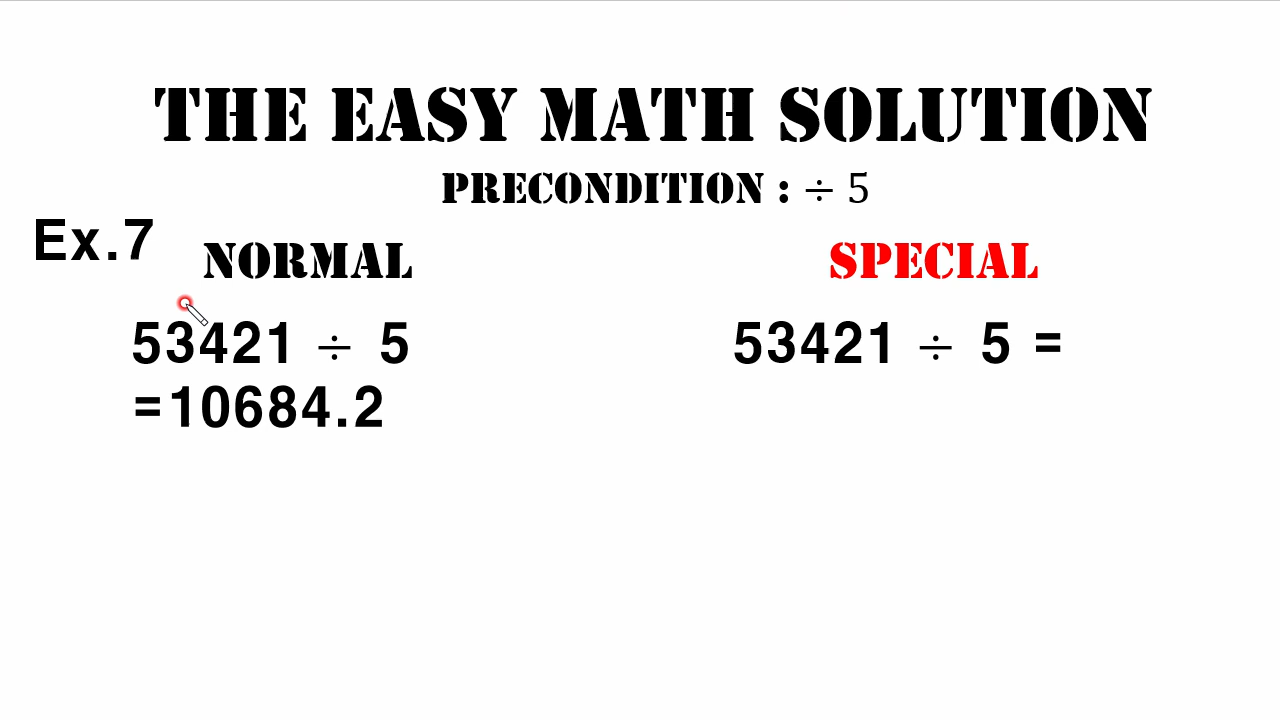 THE EASY MATH SOLUTION
PRECONDITION : ÷ 5
Ex.7
NORMAL
SPECIAL
53421 ÷ 5
=10684.2
53421 ÷ 5 =